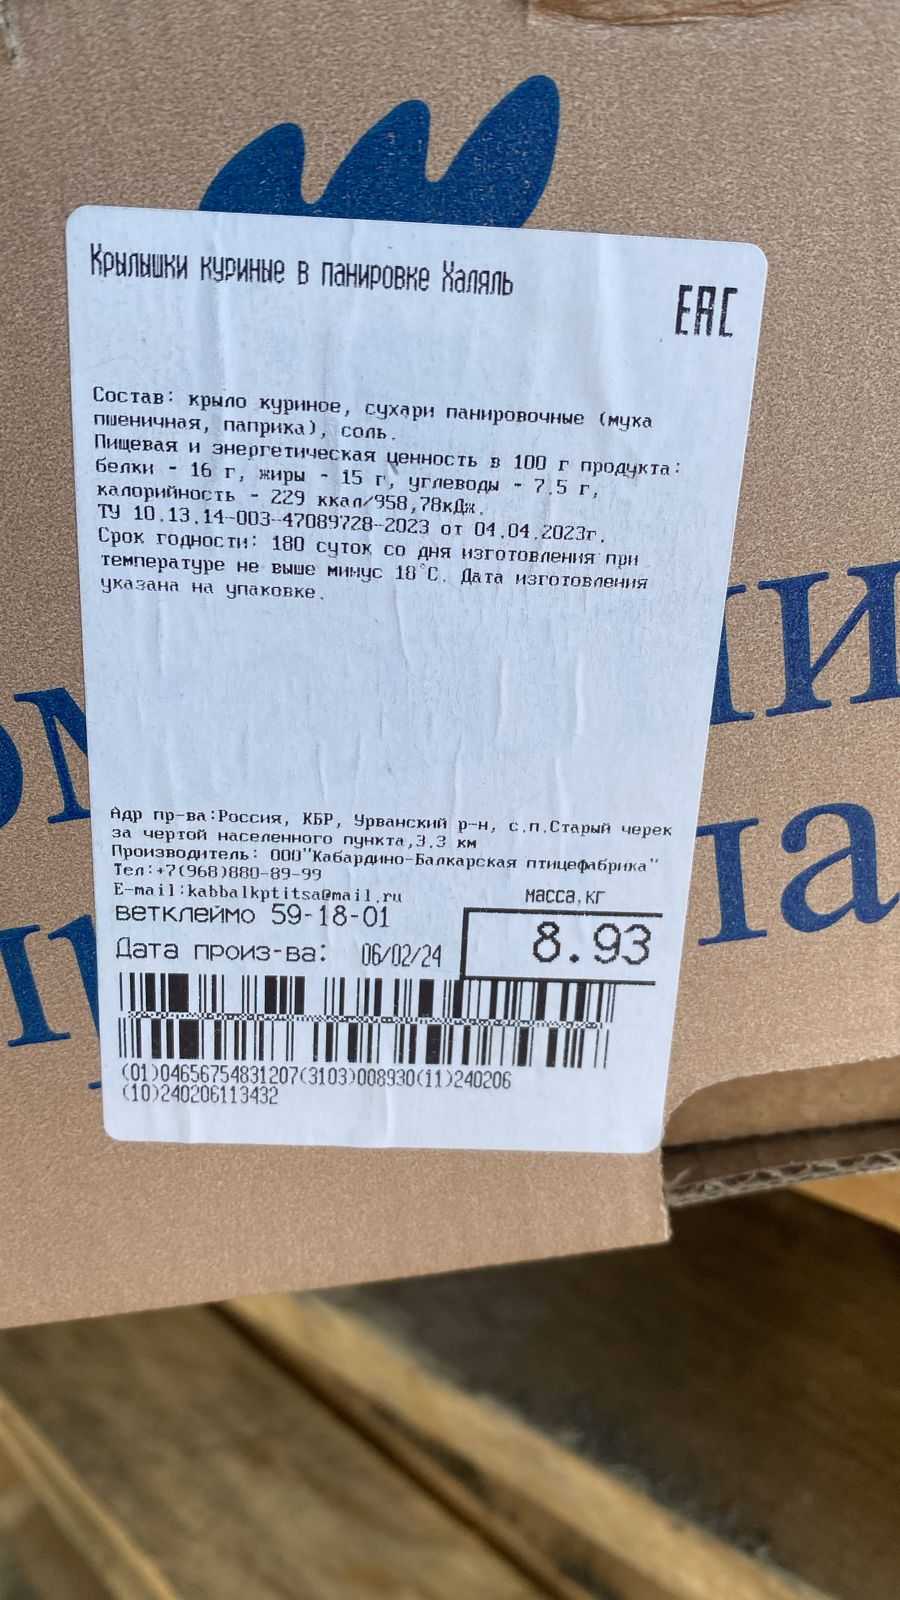 Крылышки куриные в панировке Халяль
ЕАС
Состав: крыло куриное, сухари панировочные (мука
пшеничная, паприка), соль.
Пищевая и энергетическая ценность в 100 г продукта:
белки - 16 г, жиры - 15 г, углеводы - 7.5 г,
калорийность - 229 ккал/958,78кДж.
ТУ 10.13.14-003-47089728-2023 от 04.04.2023г.
Срок годности: 180 суток со дня изготовления при
температуре не выше минус 18°С. Дата изготовления
указана на упаковке.
Адр пр-ва:Россия, КБР, Урванский р-н, с.п.Старый черек
за чертой населенного пункта,3.3 км
Производитель: ООО"Кабардино-Балкарская птицефабрика"
Тел:+7(968)880-89-99
E-mail:kabbalkptitsa@mail.ru
масса,кг
ветклеймо 59-18-01
8.93
Дата произ-ва: 06/02/24
(01)04656754831207(3103)008930(11)240206
(10)240206113432